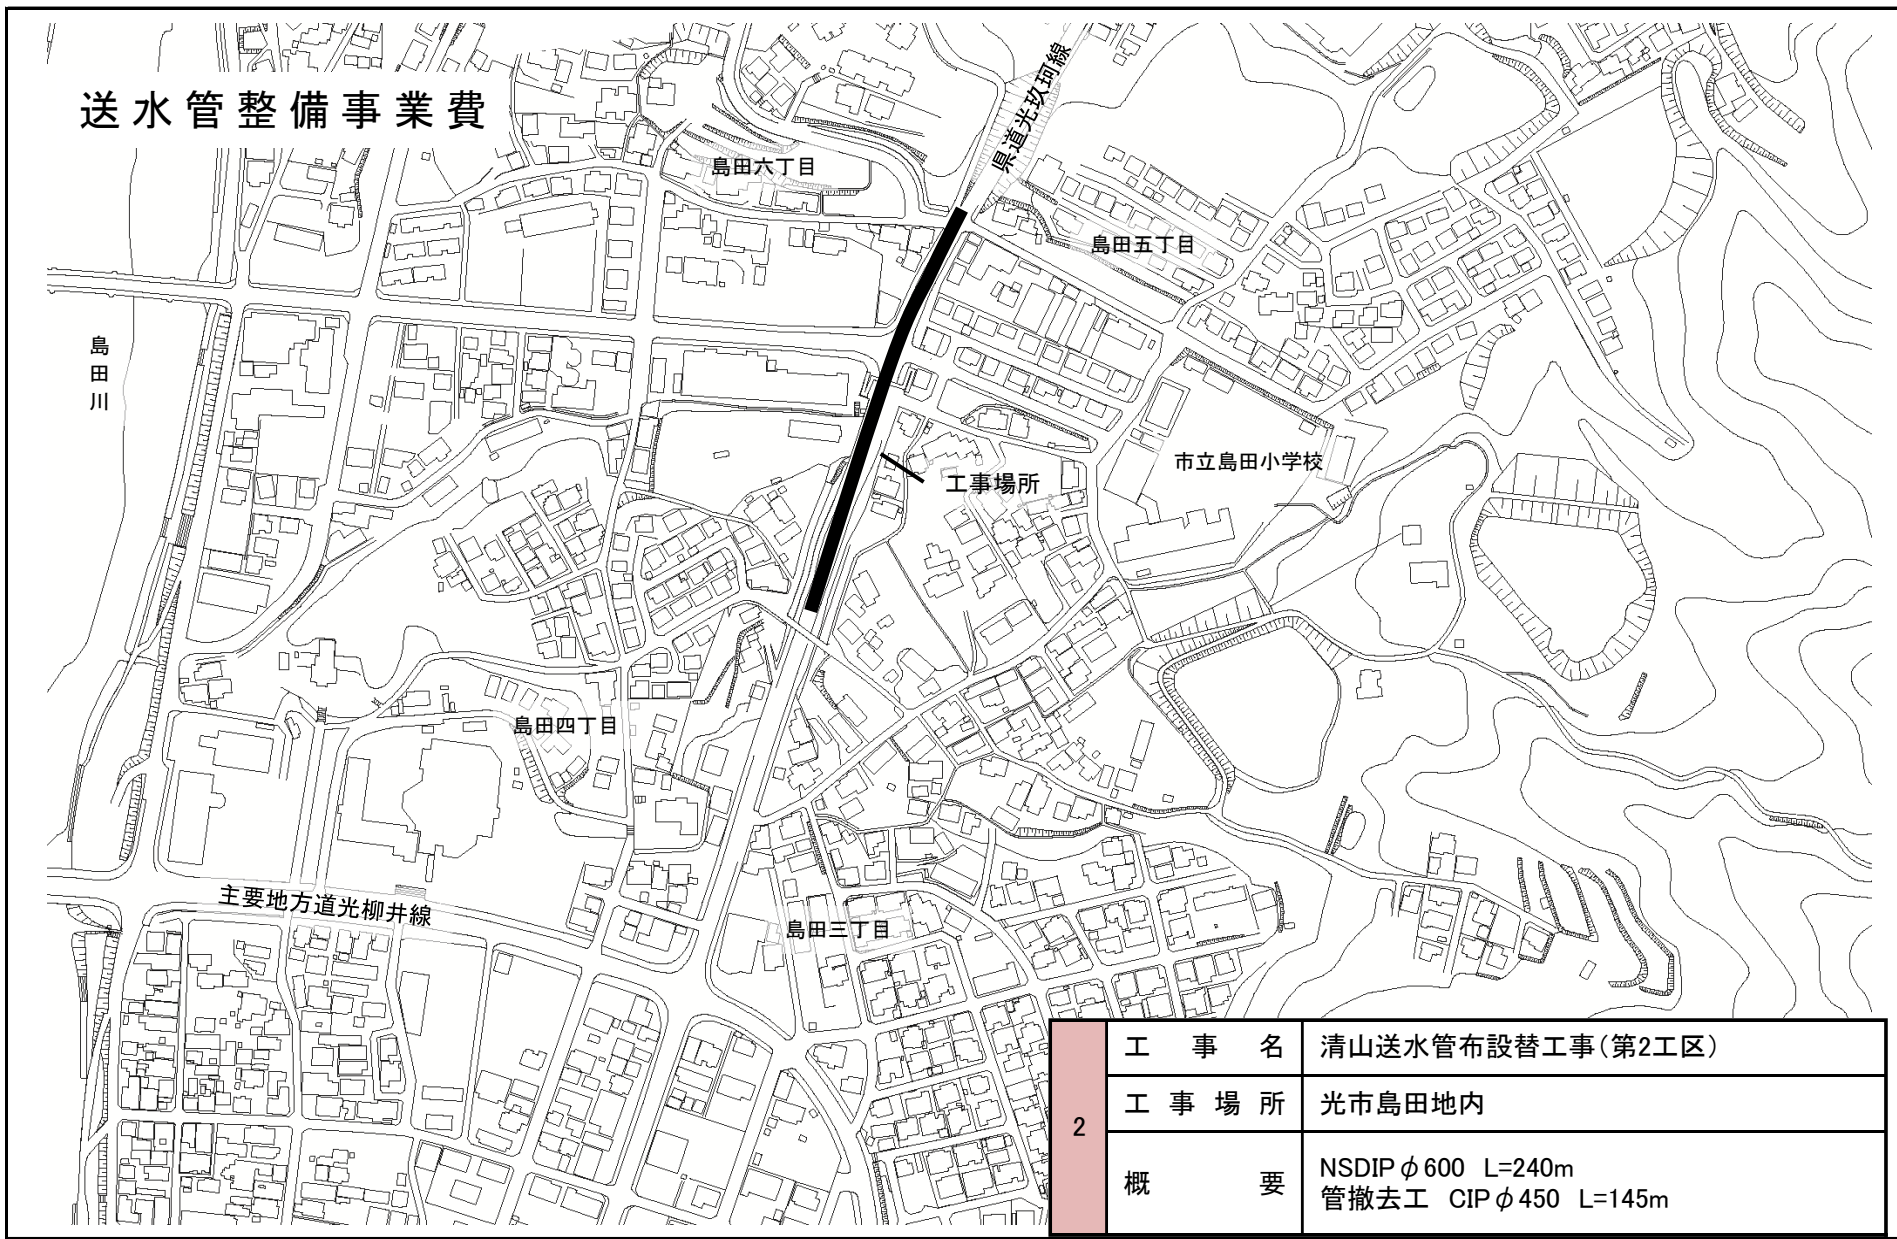 送水管整備事業費
県道光玖珂線
島田六丁目
島田五丁目
島田川
市立島田小学校
工事場所
島田四丁目
主要地方道光柳井線
島田三丁目
2
工事名 清山送水管布設替工事(第2工区)
工事場所 光市島田地内
概要 NSDIPφ600 L=240m
管撤去工 CIPφ450 L=145m